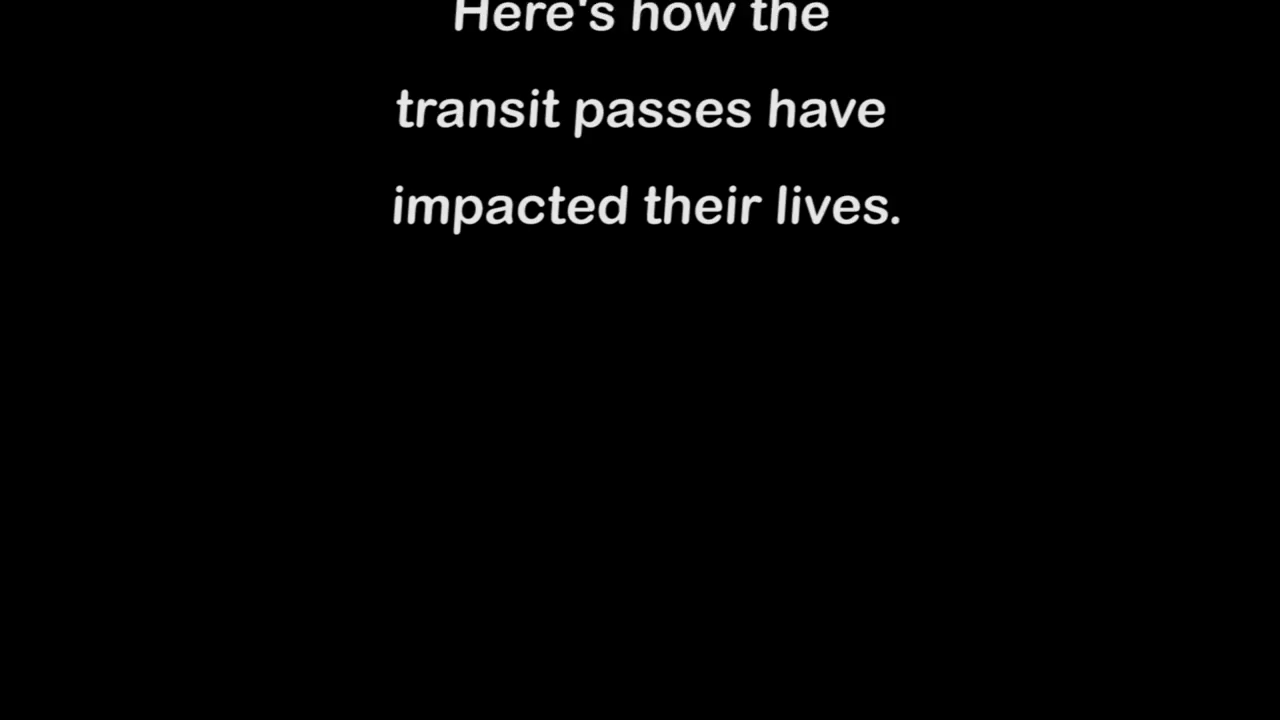 Here's how the
transit passes have
impacted their lives.